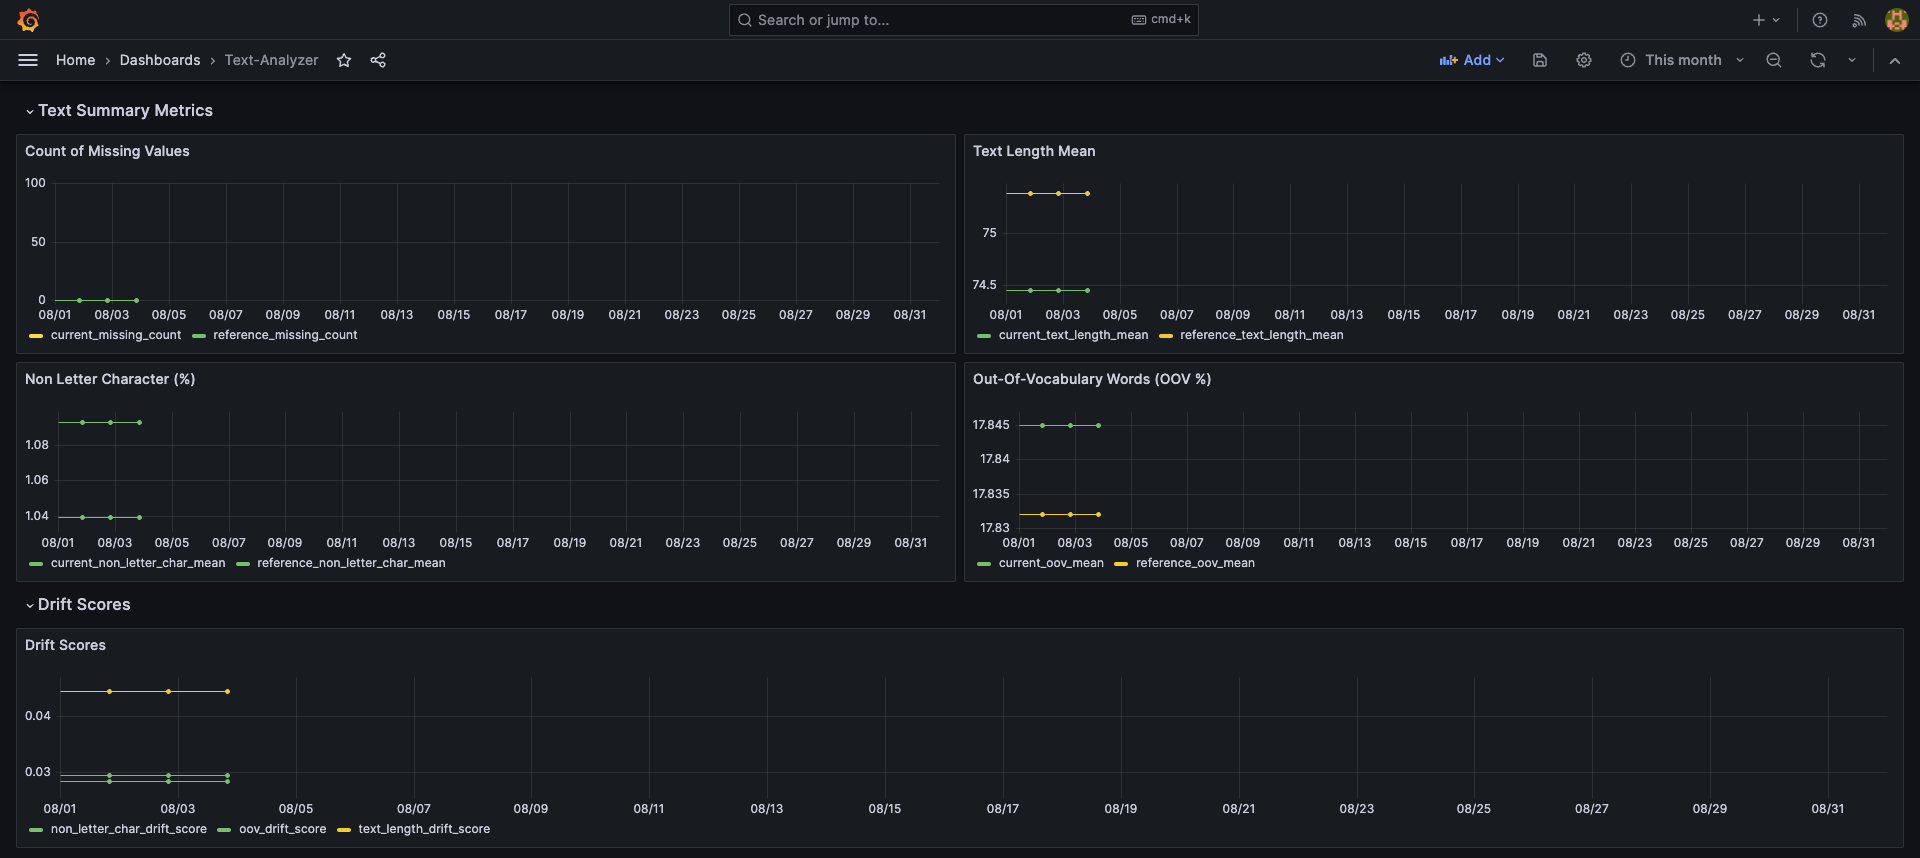 Search or jump to... cmd+k
Home › Dashboards › Text-Analyzer Add This month
Text Summary Metrics
Count of Missing Values
100
50
0
08/01 08/03 08/05 08/07 08/09 08/11 08/13 08/15 08/17 08/19 08/21 08/23 08/25 08/27 08/29 08/31
current_missing_count reference_missing_count
Text Length Mean
75
74.5
08/01 08/03 08/05 08/07 08/09 08/11 08/13 08/15 08/17 08/19 08/21 08/23 08/25 08/27 08/29 08/31
current_text_length_mean reference_text_length_mean
Non Letter Character (%)
1.08
1.06
1.04
08/01 08/03 08/05 08/07 08/09 08/11 08/13 08/15 08/17 08/19 08/21 08/23 08/25 08/27 08/29 08/31
current_non_letter_char_mean reference_non_letter_char_mean
Out-Of-Vocabulary Words (OOV %)
17.845
17.84
17.835
17.83
08/01 08/03 08/05 08/07 08/09 08/11 08/13 08/15 08/17 08/19 08/21 08/23 08/25 08/27 08/29 08/31
current_oov_mean reference_oov_mean
Drift Scores
Drift Scores
0.04
0.03
08/01 08/03 08/05 08/07 08/09 08/11 08/13 08/15 08/17 08/19 08/21 08/23 08/25 08/27 08/29 08/31
non_letter_char_drift_score oov_drift_score text_length_drift_score